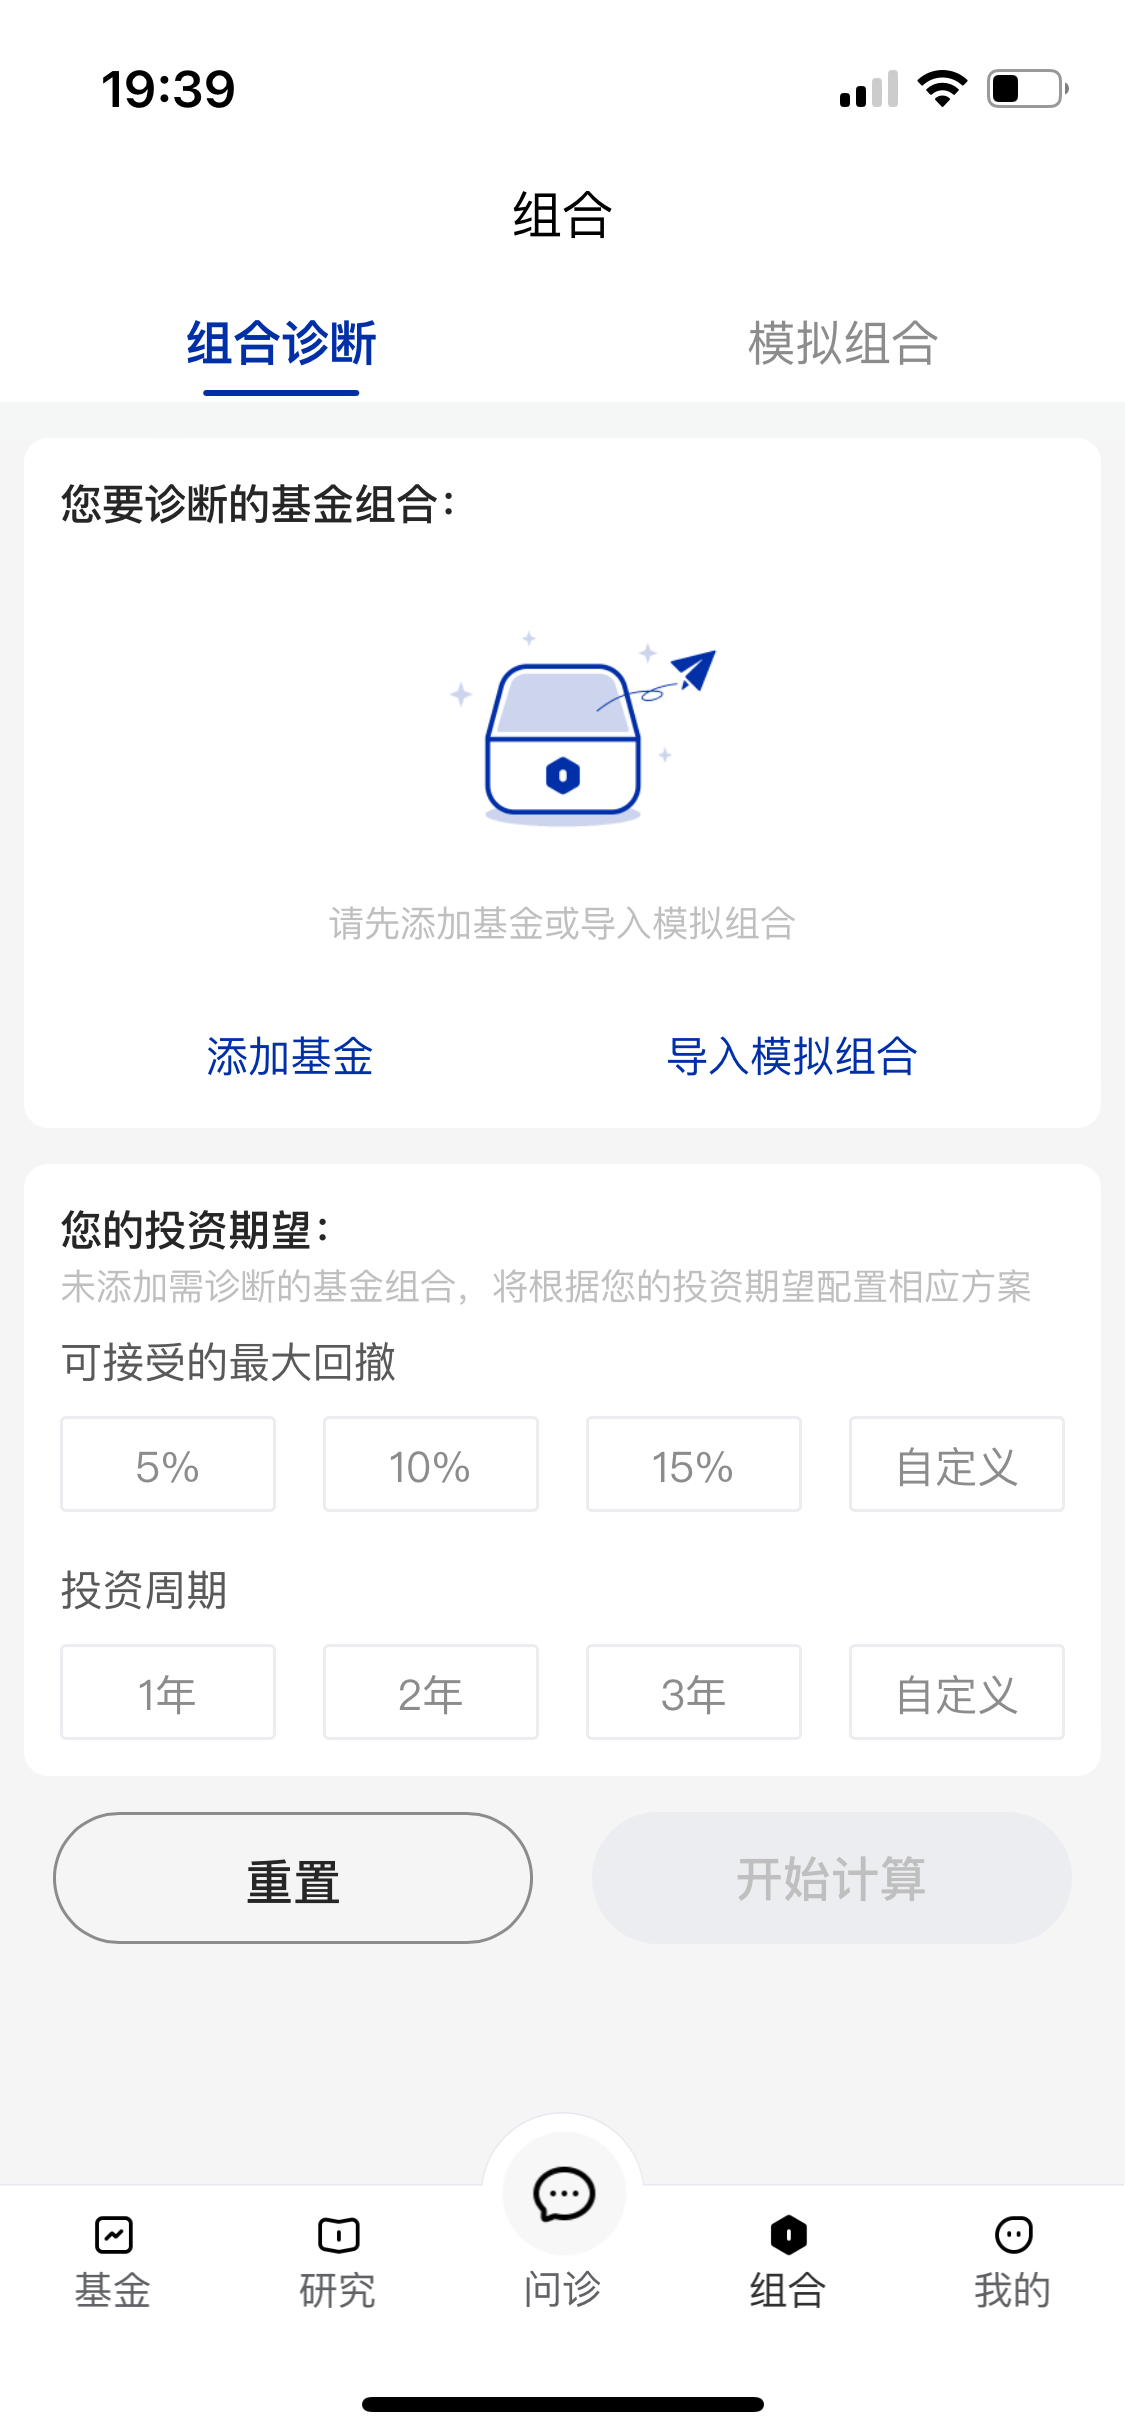 19:39
组合
组合诊断
模拟组合
您要诊断的基金组合：
请先添加基金或导入模拟组合
添加基金
导入模拟组合
您的投资期望：
未添加需诊断的基金组合，将根据您的投资期望配置相应方案
可接受的最大回撤
5%
10%
15%
自定义
投资周期
1年
2年
3年
自定义
重置
开始计算
基金
研究
问诊
组合
我的